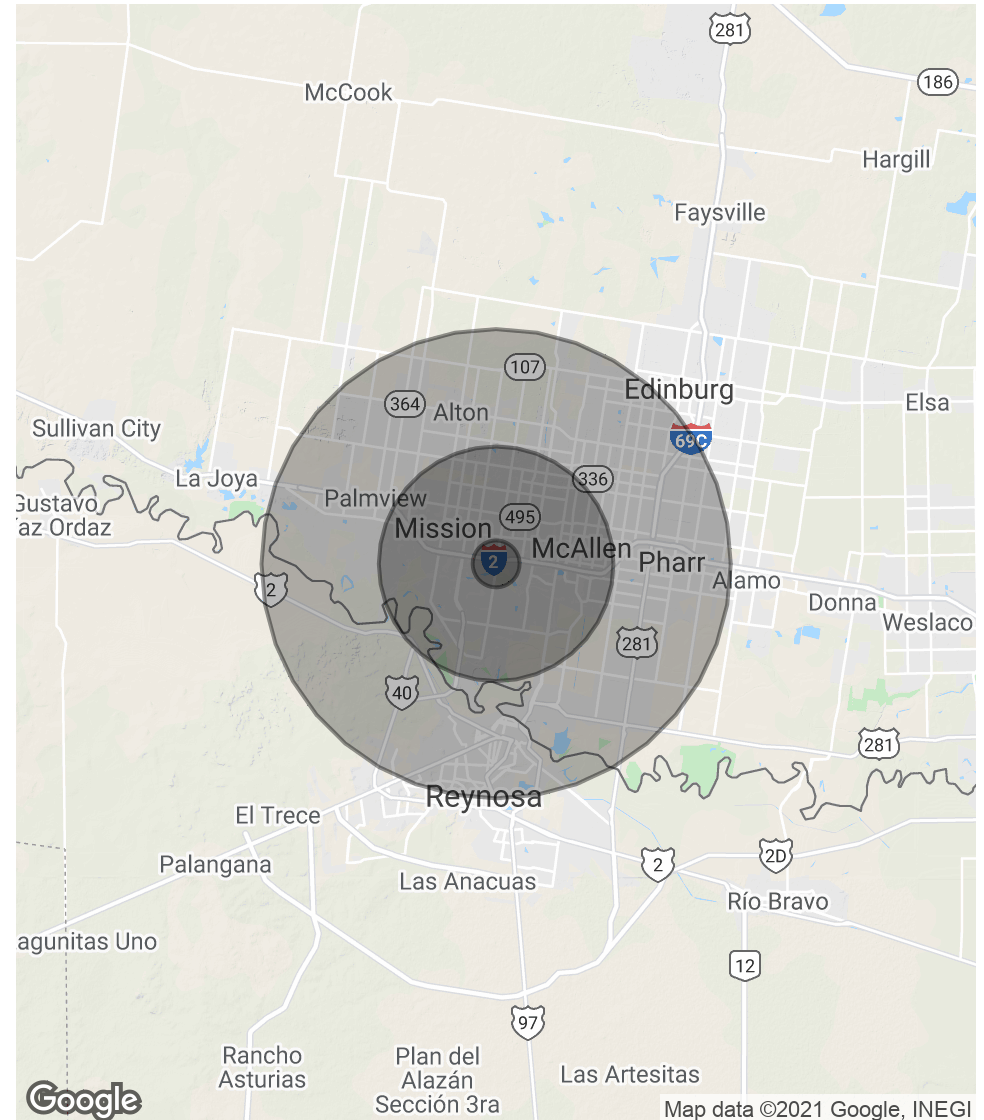 281
186
McCook
Hargill
Faysville
107
Edinburg
364
Alton
Elsa
Sullivan City
69C
La Joya
336
Palmview
Gustavo
az Ordaz
495
Mission
McAllen
2
Pharr
Alamo
2
Donna
Weslaco
281
40
281
Reynosa
El Trece
2
2D
Palangana
Las Anacuas
Río Bravo
agunitas Uno
12
97
Rancho
Asturias
Plan del
Alazán
Sección 3ra
Las Artesitas
Google
Map data ©2021 Google, INEGI